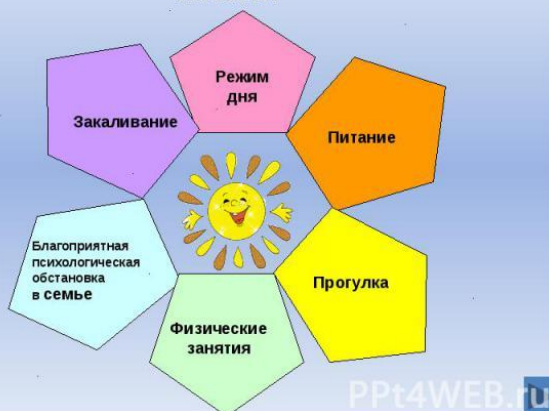 Режим
дня
Питание
Прогулка
Физические
занятия
Благоприятная
психологическая
обстановка
в семье
Закаливание
PPt4WEB.ru